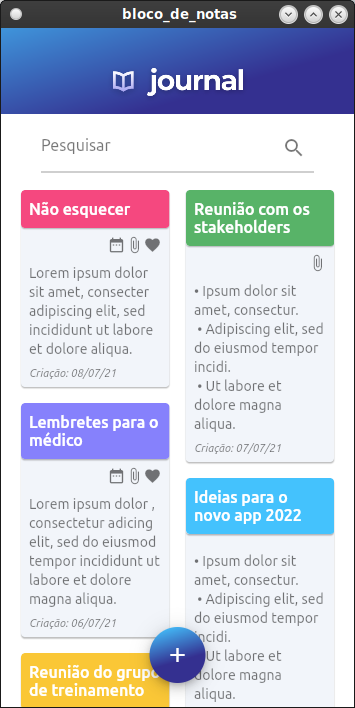 bloco_de_notas
journal
Pesquisar
Não esquecer
Lorem ipsum dolor
sit amet, consecter
adipiscing elit, sed
incididunt ut labore
et dolore aliqua.
Criação: 08/07/21
Lembretes para o
médico
Lorem ipsum dolor ,
consectetur adicing
elit, sed do eiusmod
tempor incididunt ut
labore et dolore
magna aliqua.
Criação: 06/07/21
Reunião do grupo
de treinamento
Reunião com os
stakeholders
• Ipsum dolor sit
amet, consectur.
• Adipiscing elit, sed
do eiusmod tempor
incidi.
• Ut labore et
dolore magna
aliqua.
Criação: 07/07/21
Ideias para o
novo app 2022
• Ipsum dolor sit
amet, consectur.
• Adipiscing elit, sed
do eiusmod tempor
incidi.
• Ut labore et
dolore magna
aliqua.